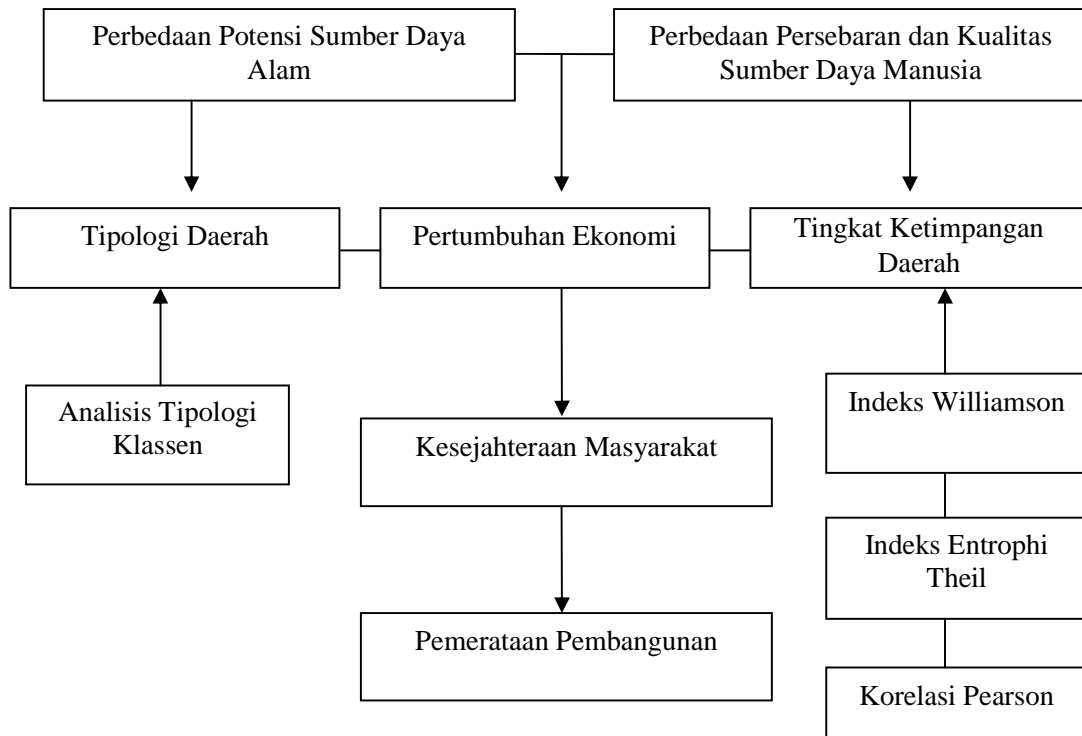 Perbedaan Potensi Sumber Daya
Alam
Perbedaan Persebaran dan Kualitas
Sumber Daya Manusia
Tipologi Daerah
Pertumbuhan Ekonomi
Tingkat Ketimpangan
Daerah
Analisis Tipologi
Klassen
Kesejahteraan Masyarakat
Indeks Williamson
Indeks Entrophi
Theil
Pemerataan Pembangunan
Korelasi Pearson